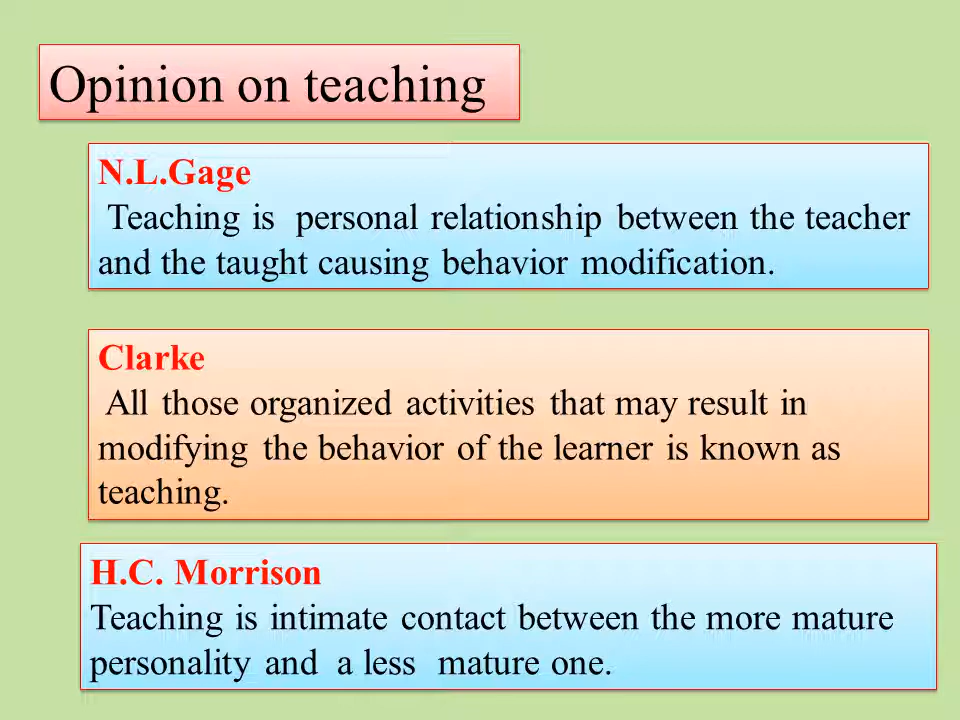 Opinion on teaching
N.L.Gage
Teaching is personal relationship between the teacher
and the taught causing behavior modification.
Clarke
All those organized activities that may result in
modifying the behavior of the learner is known as
teaching.
H.C. Morrison
Teaching is intimate contact between the more mature
personality and a less mature one.